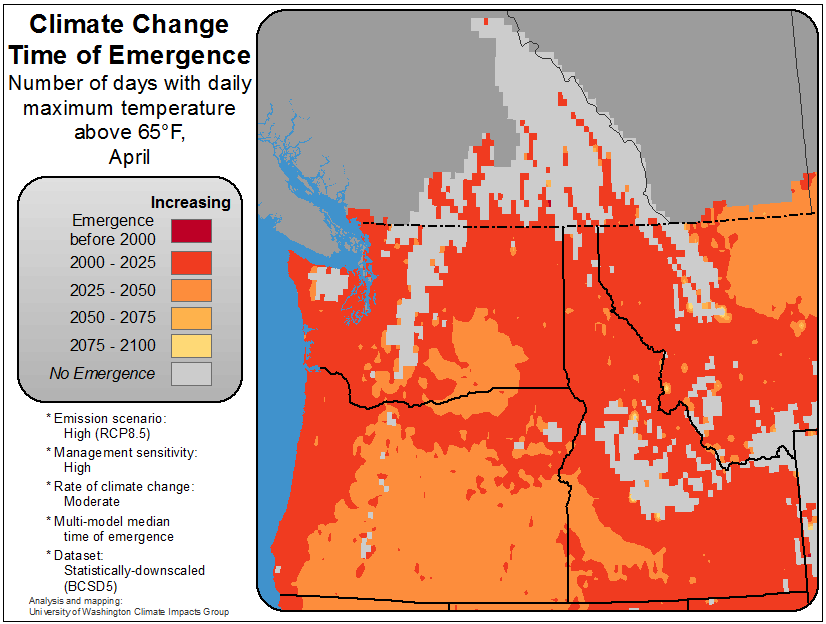 Climate Change
Time of Emergence
Number of days with daily
maximum temperature
above 65°F,
April
Increasing
Emergence
before 2000
2000 - 2025
2025 - 2050
2050 - 2075
2075 - 2100
No Emergence
* Emission scenario:
High (RCP8.5)
* Management sensitivity:
High
* Rate of climate change:
Moderate
* Multi-model median
time of emergence
* Dataset:
Statistically-downscaled
(BCSD5)
Analysis and mapping:
University of Washington Climate Impacts Group